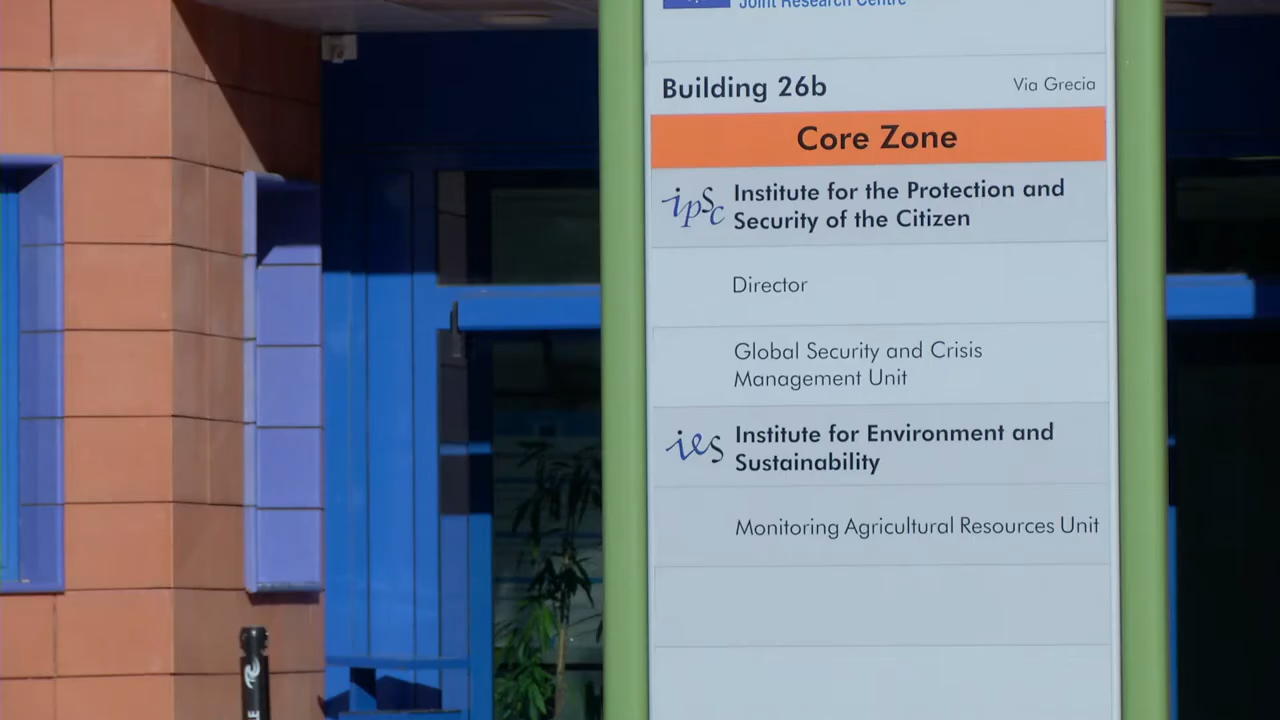 Joint Research Centre
Building 26b
Via Grecia
Core Zone
ipsc
Institute for the Protection and
Security of the Citizen
Director
Global Security and Crisis
Management Unit
ies
Institute for Environment and
Sustainability
Monitoring Agricultural Resources Unit